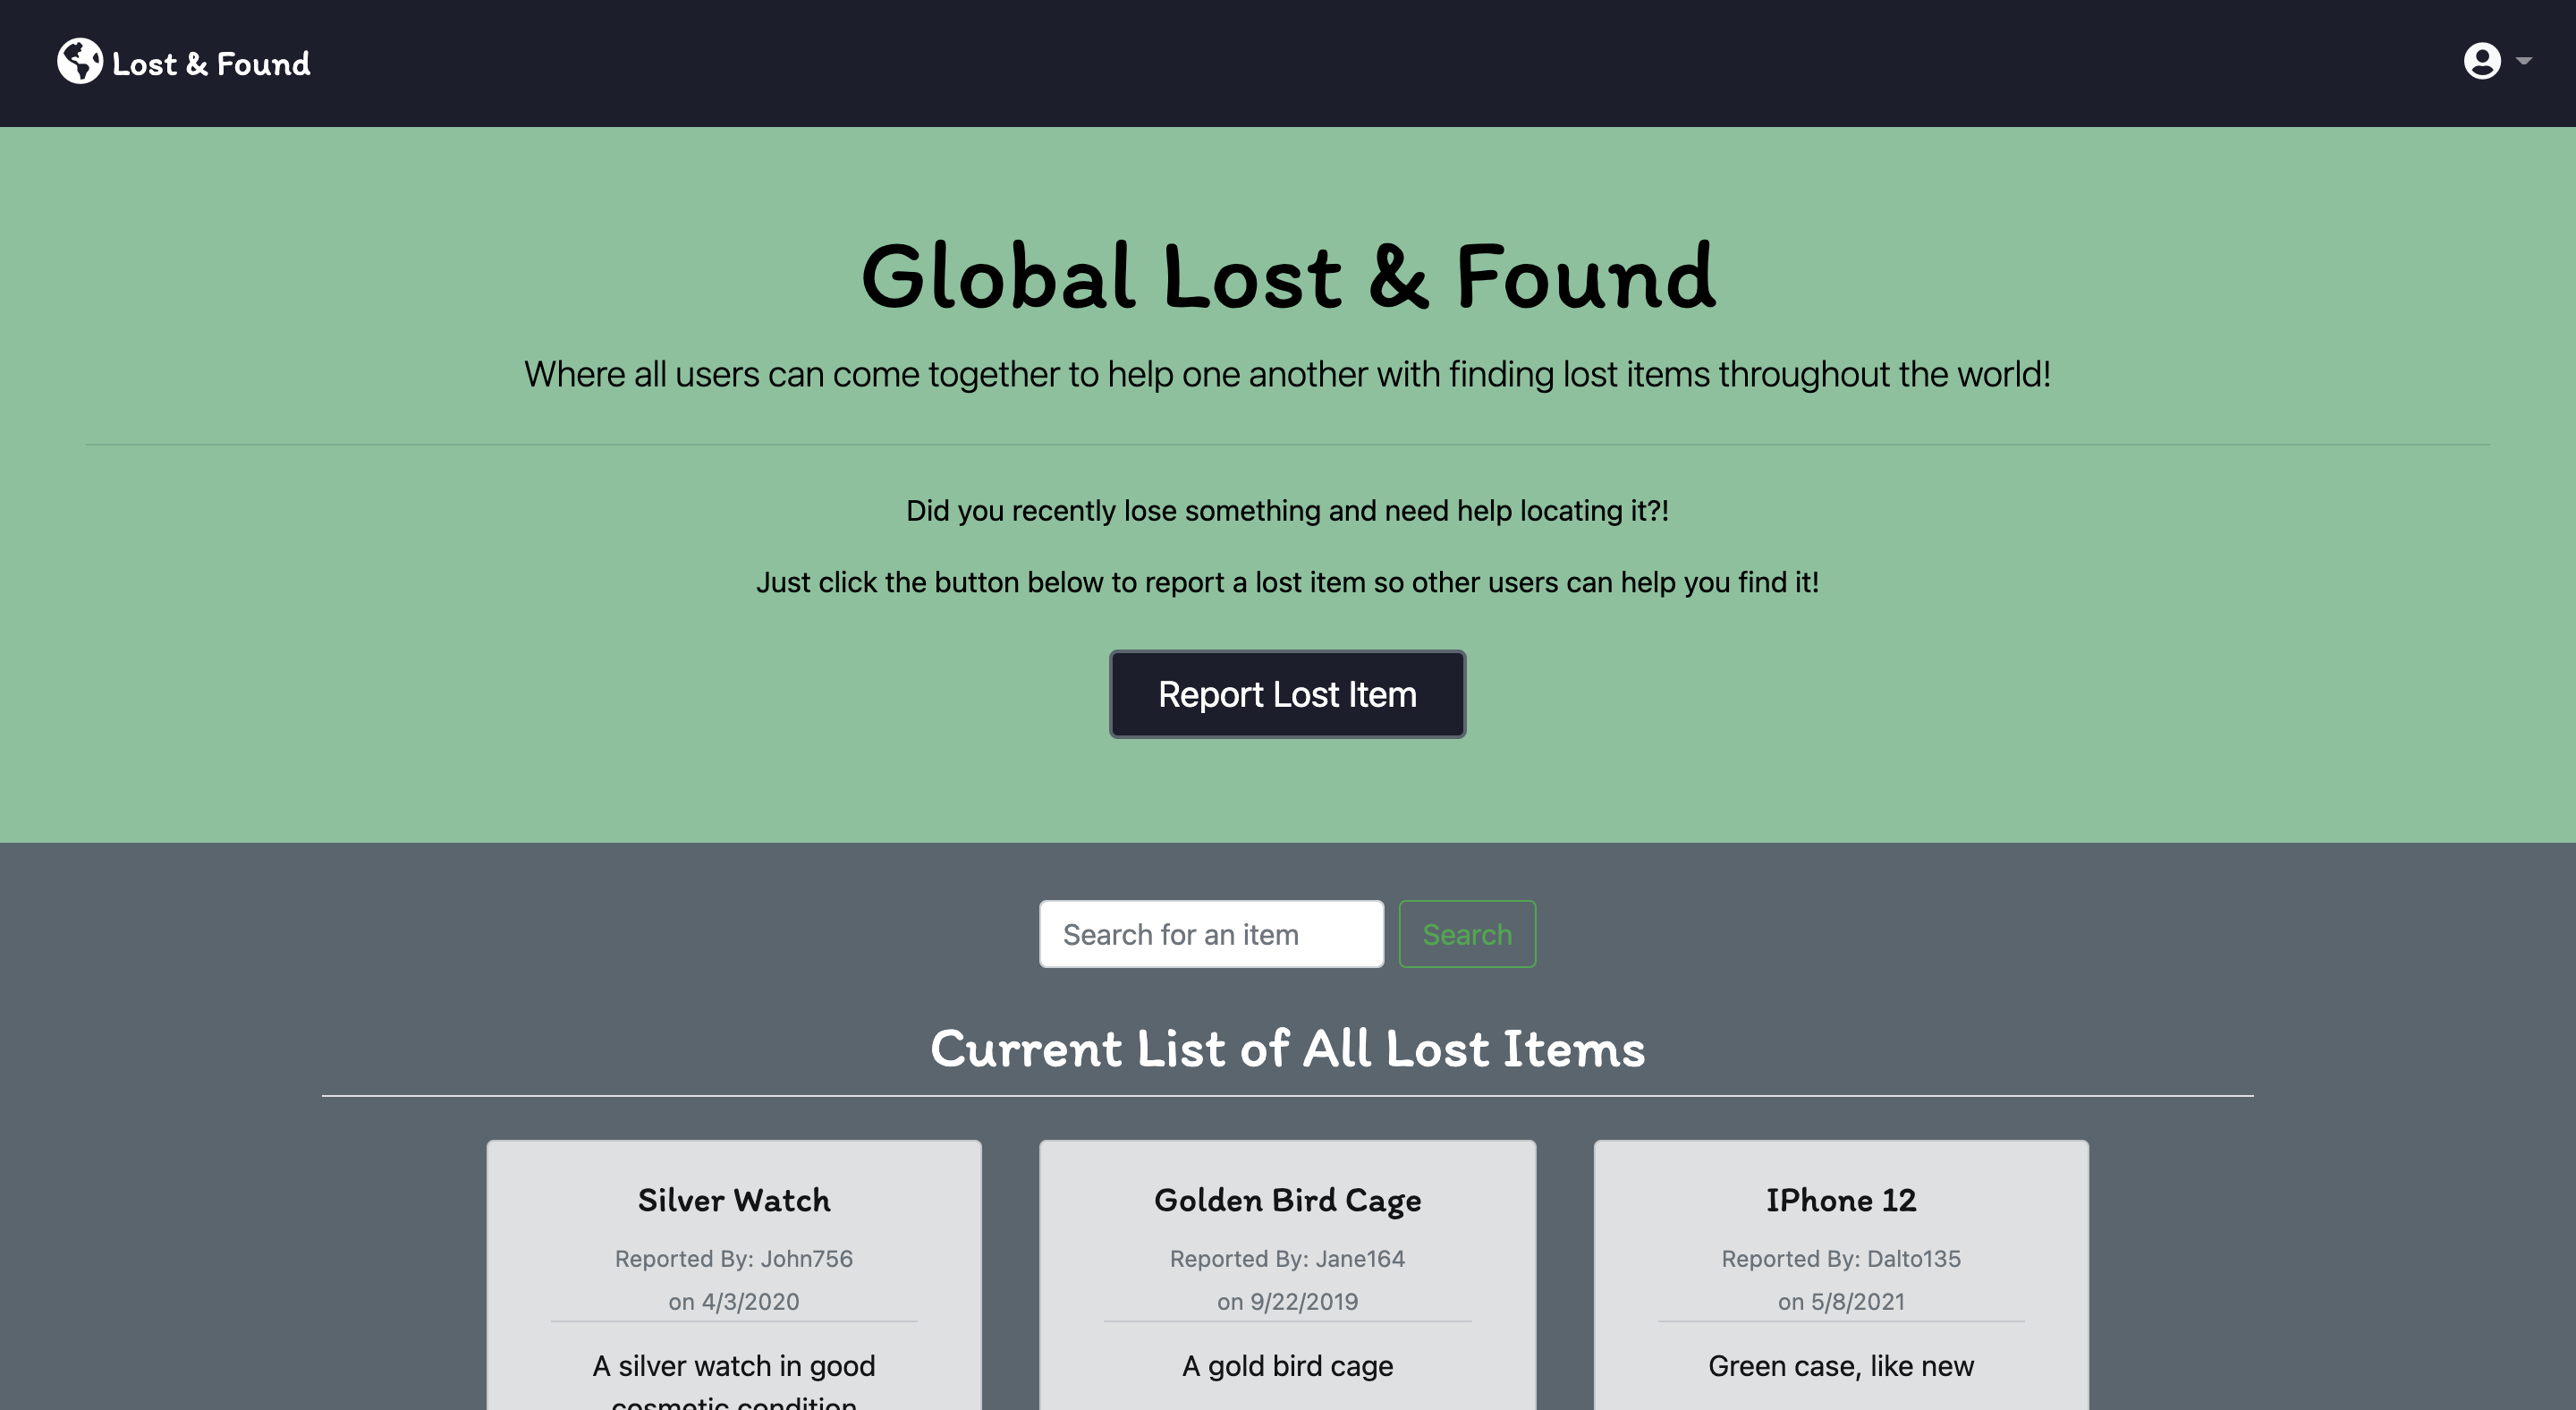 Lost & Found
Global Lost & Found
Where all users can come together to help one another with finding lost items throughout the world!
Did you recently lose something and need help locating it?!
Just click the button below to report a lost item so other users can help you find it!
Report Lost Item
Search for an item
Search
Current List of All Lost Items
Silver Watch
Reported By: John756
on 4/3/2020
A silver watch in good
cosmetic condition
Golden Bird Cage
Reported By: Jane164
on 9/22/2019
A gold bird cage
IPhone 12
Reported By: Dalto135
on 5/8/2021
Green case, like new